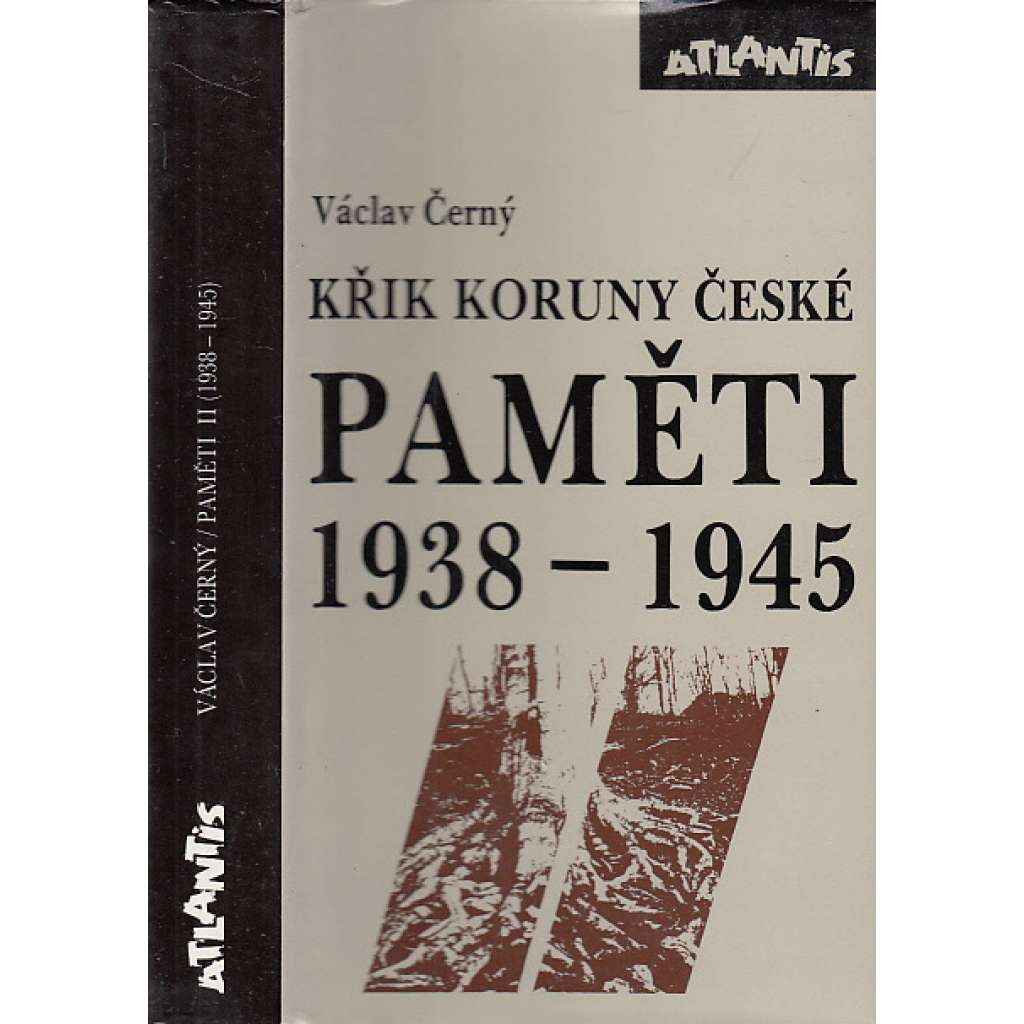 ATLANTIS
Václav Černý
KŘIK KORUNY ČESKÉ
PAMĚTI
1938 – 1945
VÁCLAV ČERNÝ / PAMĚTI II (1938 – 1945)
ATLANTIS